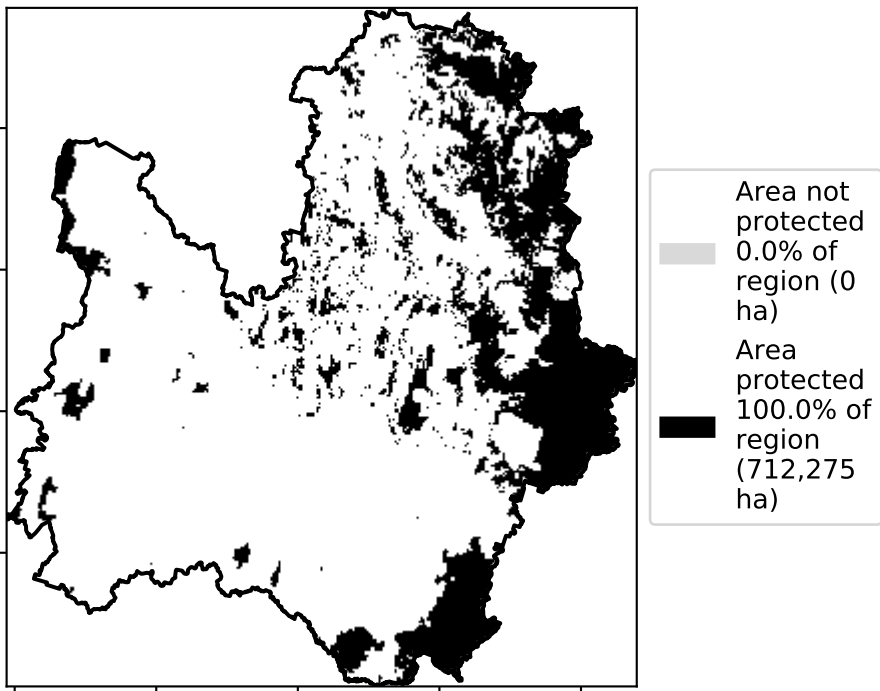 Area not
protected
0.0% of
region (0
ha)
Area
protected
100.0% of
region
(712,275
ha)